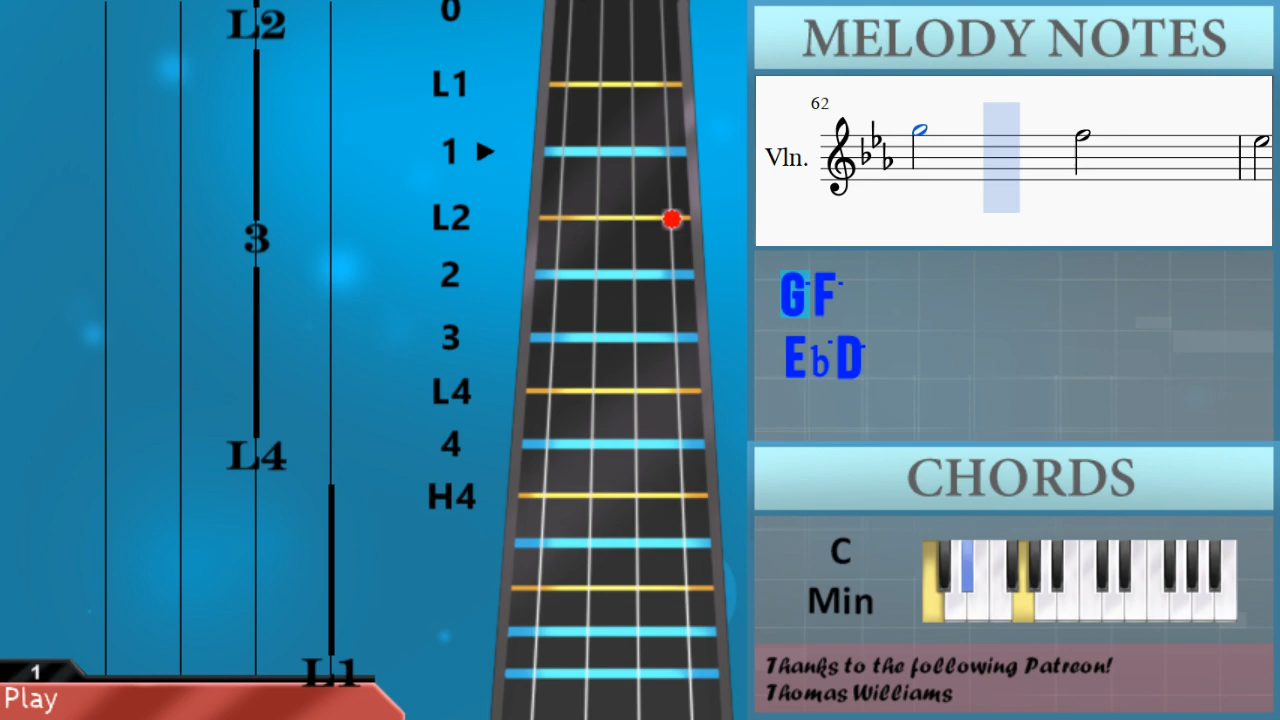 L2
3
L4
L1
1
Play
0
L1
1
L2
2
3
L4
4
H4
MELODY NOTES
62
Vln.
G F
Eb D
CHORDS
C
Min
Thanks to the following Patreon!
Thomas Williams